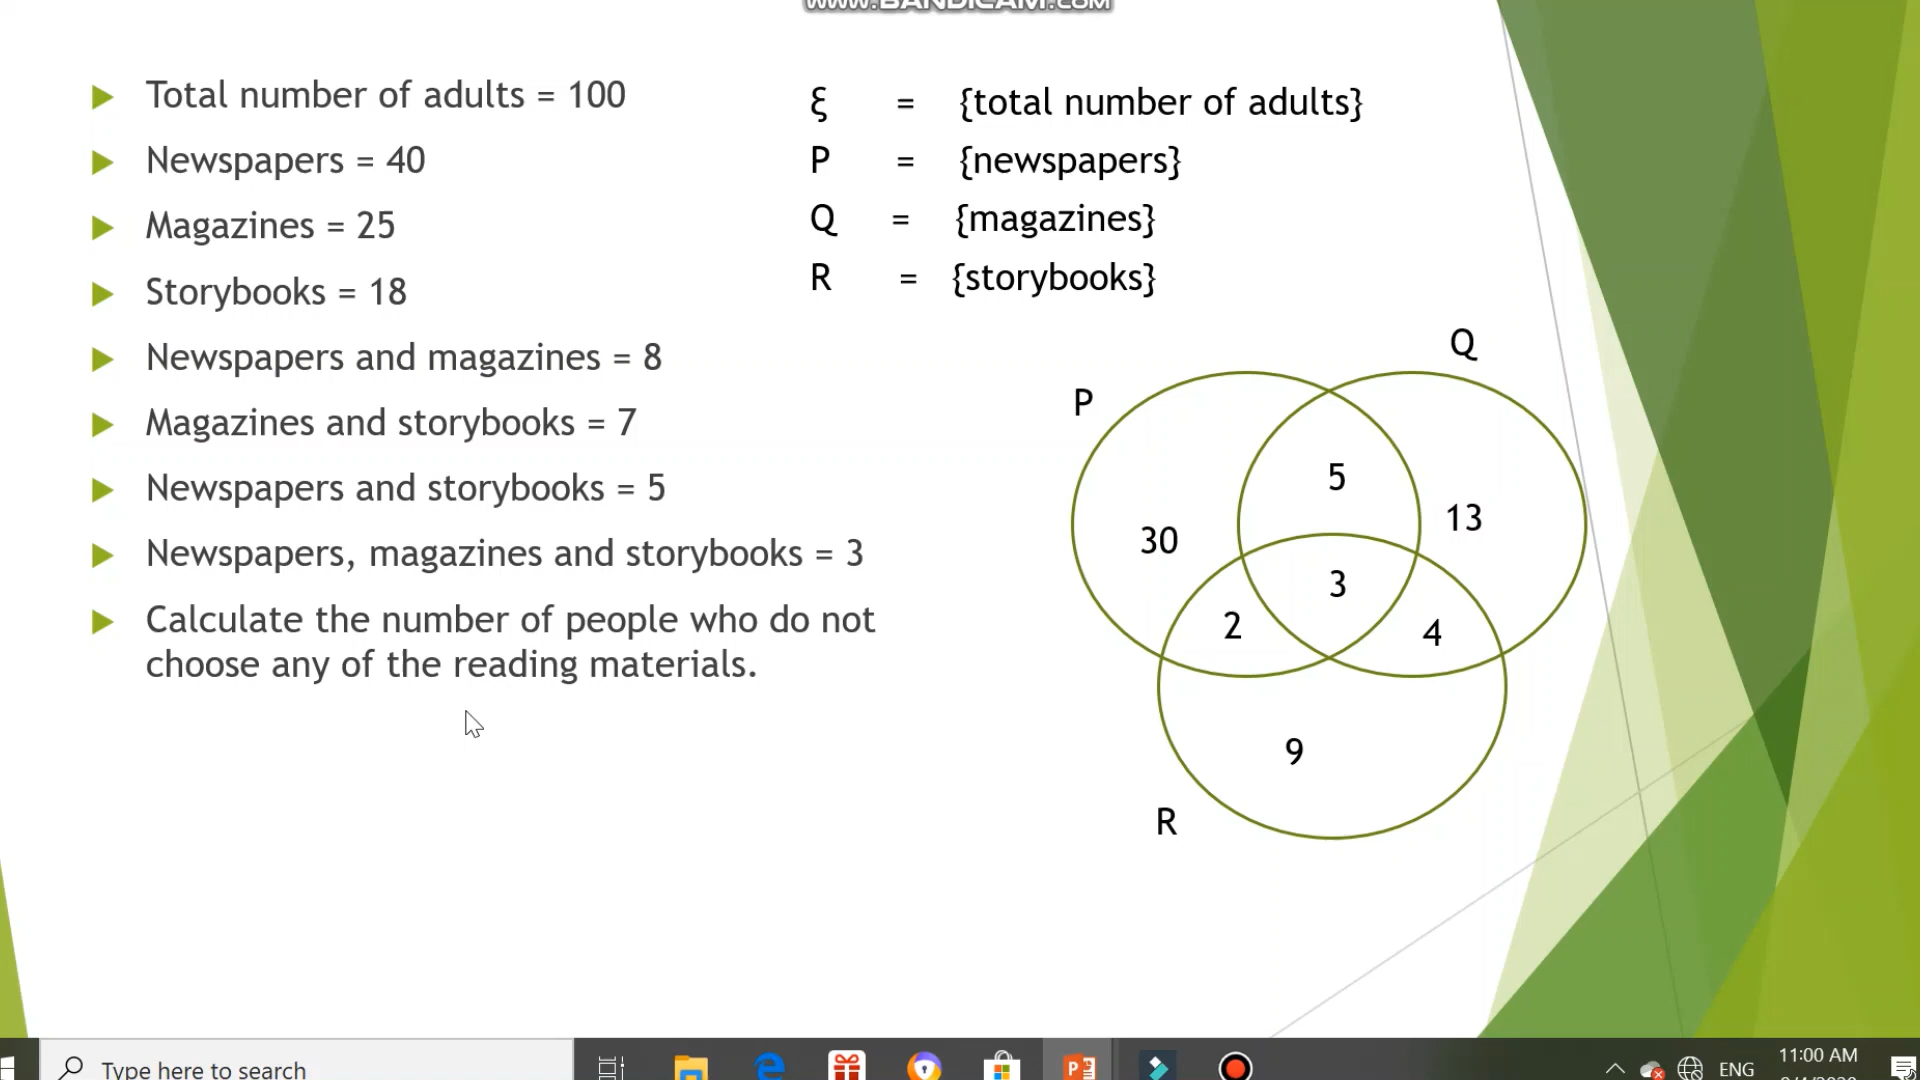 www.BANDICAM.com
Total number of adults = 100
Newspapers = 40
Magazines = 25
Storybooks = 18
Newspapers and magazines = 8
Magazines and storybooks = 7
Newspapers and storybooks = 5
Newspapers, magazines and storybooks = 3
Calculate the number of people who do not
choose any of the reading materials.
ξ = {total number of adults}
P = {newspapers}
Q = {magazines}
R = {storybooks}
Q
P
5
13
30
3
2
4
9
R
Type here to search
ENG
11:00 AM